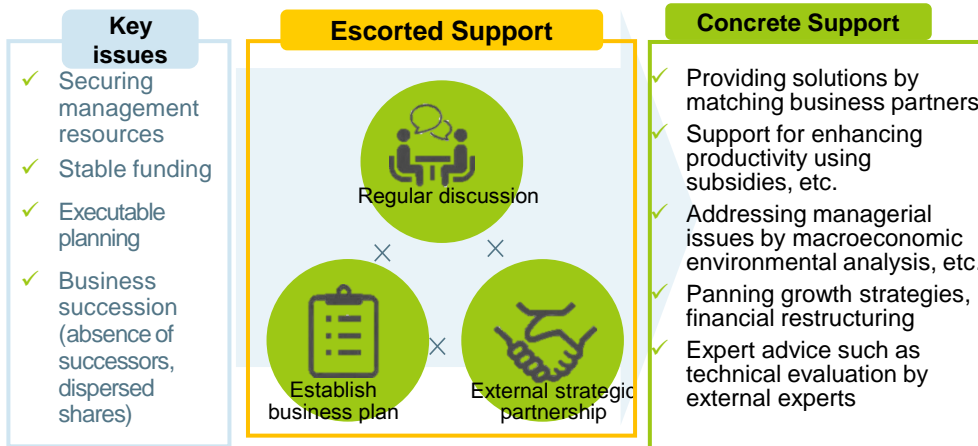 Key
issues
✓ Securing
management
resources
✓ Stable funding
✓ Executable
planning
✓ Business
succession
(absence of
successors,
dispersed
shares)
Escorted Support
Regular discussion
×
×
×
Establish
business plan
External strategic
partnership
Concrete Support
✓ Providing solutions by
matching business partners
✓ Support for enhancing
productivity using
subsidies, etc.
✓ Addressing managerial
issues by macroeconomic
environmental analysis, etc.
✓ Panning growth strategies,
financial restructuring
✓ Expert advice such as
technical evaluation by
external experts